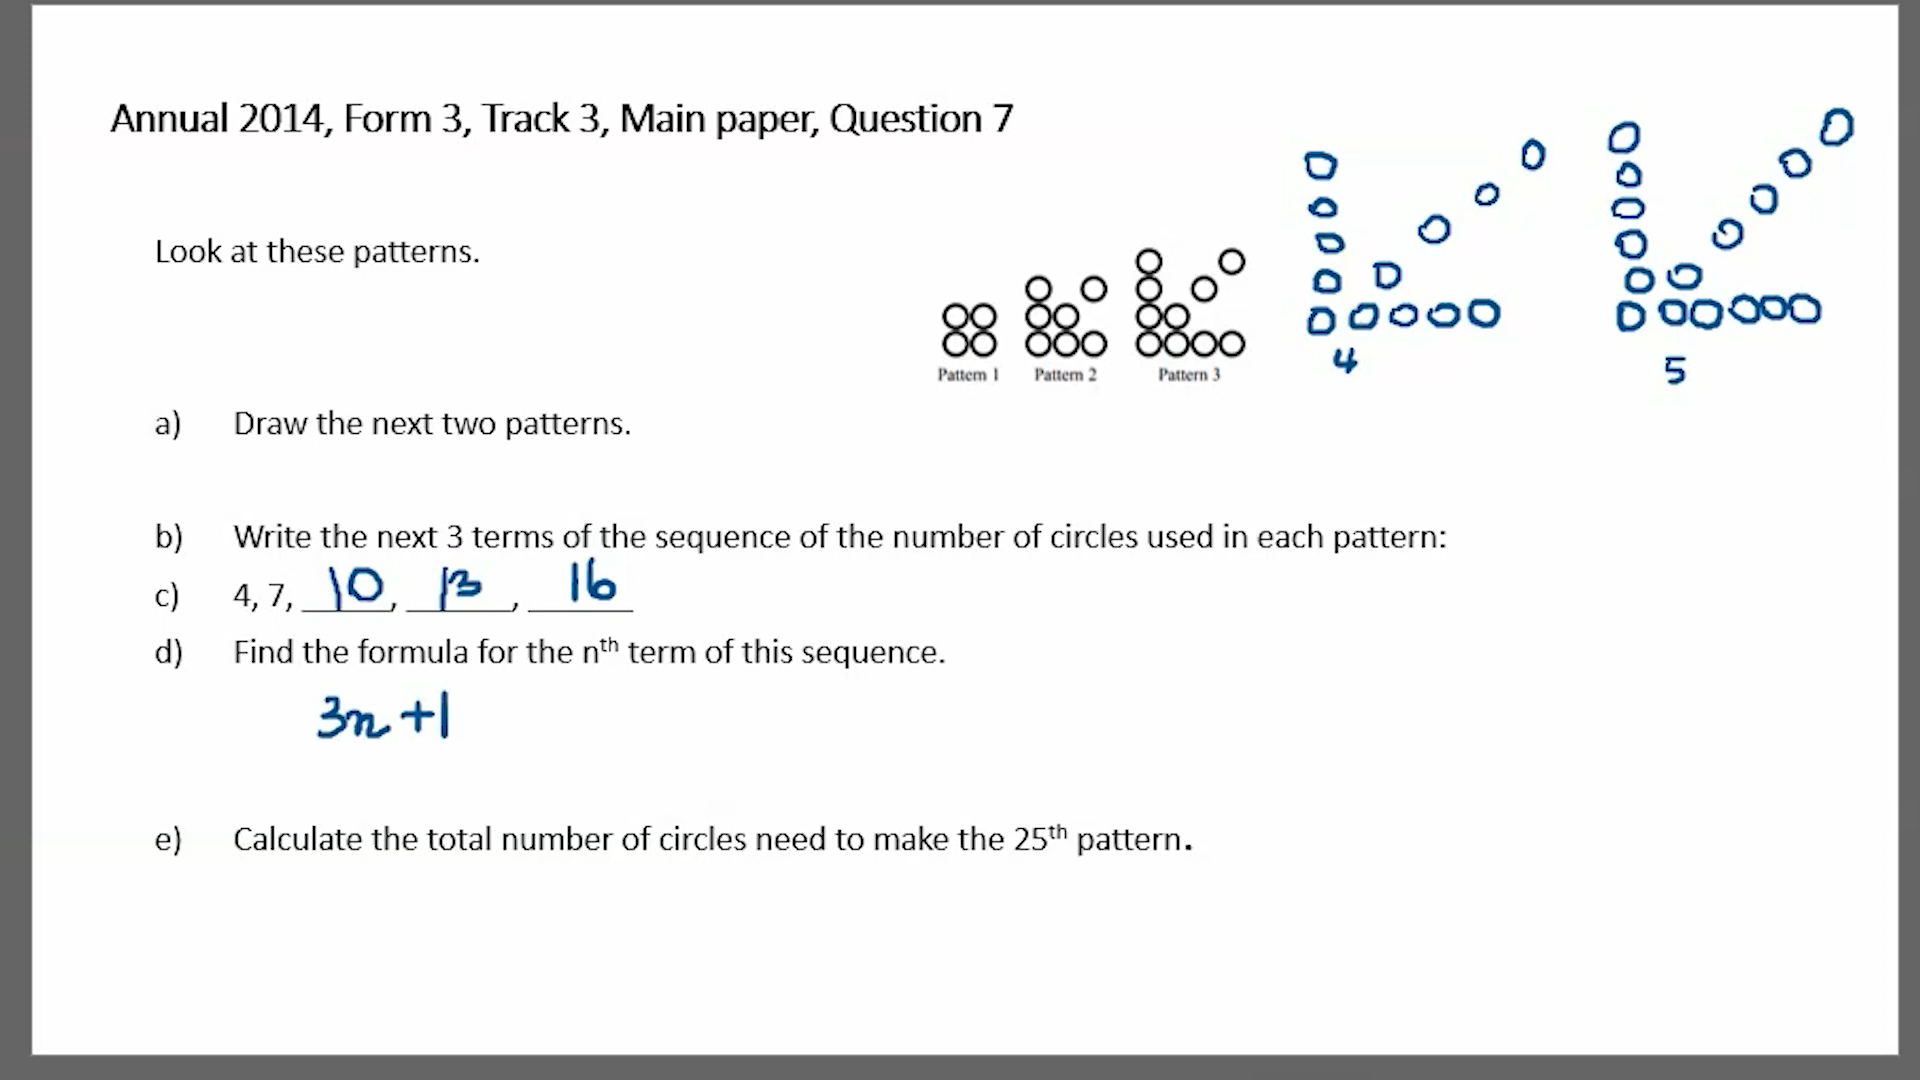 Annual 2014, Form 3, Track 3, Main paper, Question 7
Look at these patterns.
Pattern 1 Pattern 2 Pattern 3 4 5
a) Draw the next two patterns.
b) Write the next 3 terms of the sequence of the number of circles used in each pattern:
c) 4, 7, 10, 13, 16
d) Find the formula for the nth term of this sequence.
3n +1
e) Calculate the total number of circles need to make the 25th pattern.